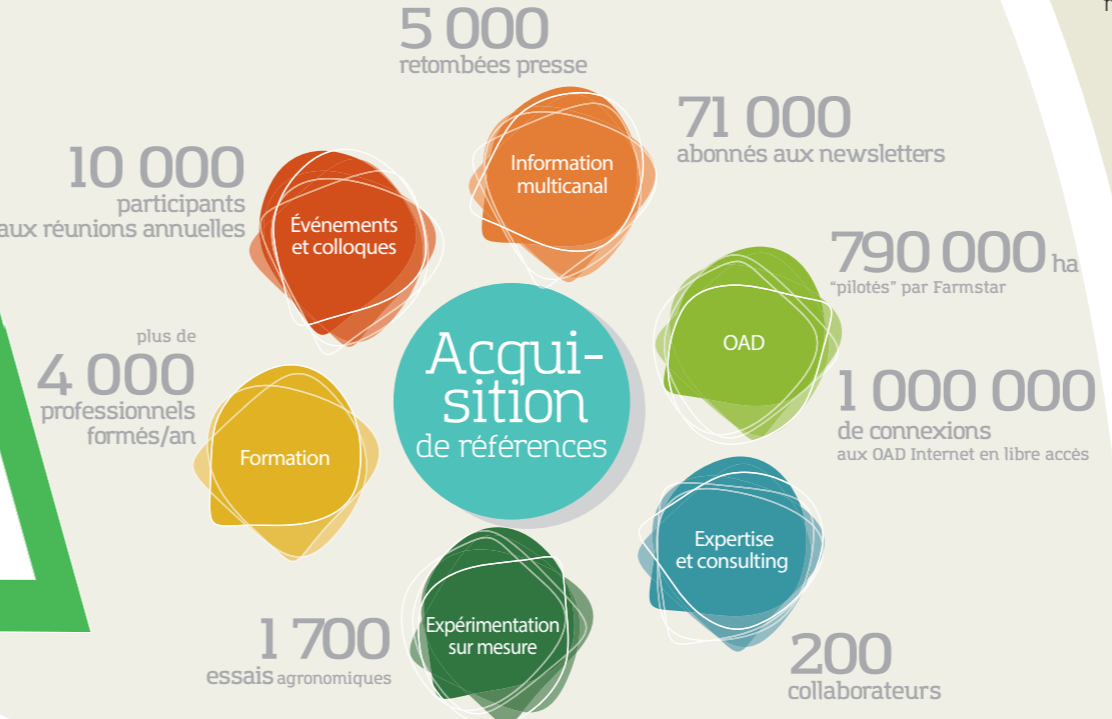 5 000
retombées presse
71 000
abonnés aux newsletters
Information
multicanal
10 000
participants
aux réunions annuelles
Événements
et colloques
790 000 ha
“pilotés” par Farmstar
OAD
1 000 000
de connexions
aux OAD Internet en libre accès
Acqui-
sition
de références
plus de
4 000
professionnels
formés/an
Formation
Expertise
et consulting
200
collaborateurs
Expérimentation
sur mesure
1 700
essais agronomiques